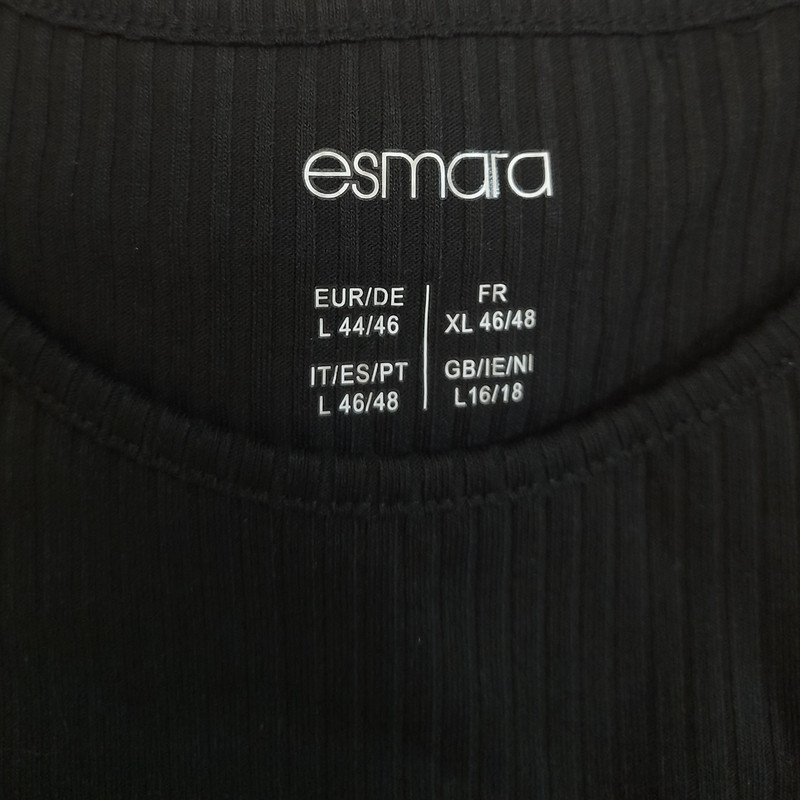 esmara
EUR/DE
L 44/46
FR
XL 46/48
IT/ES/PT
L 46/48
GB/IE/NI
L16/18